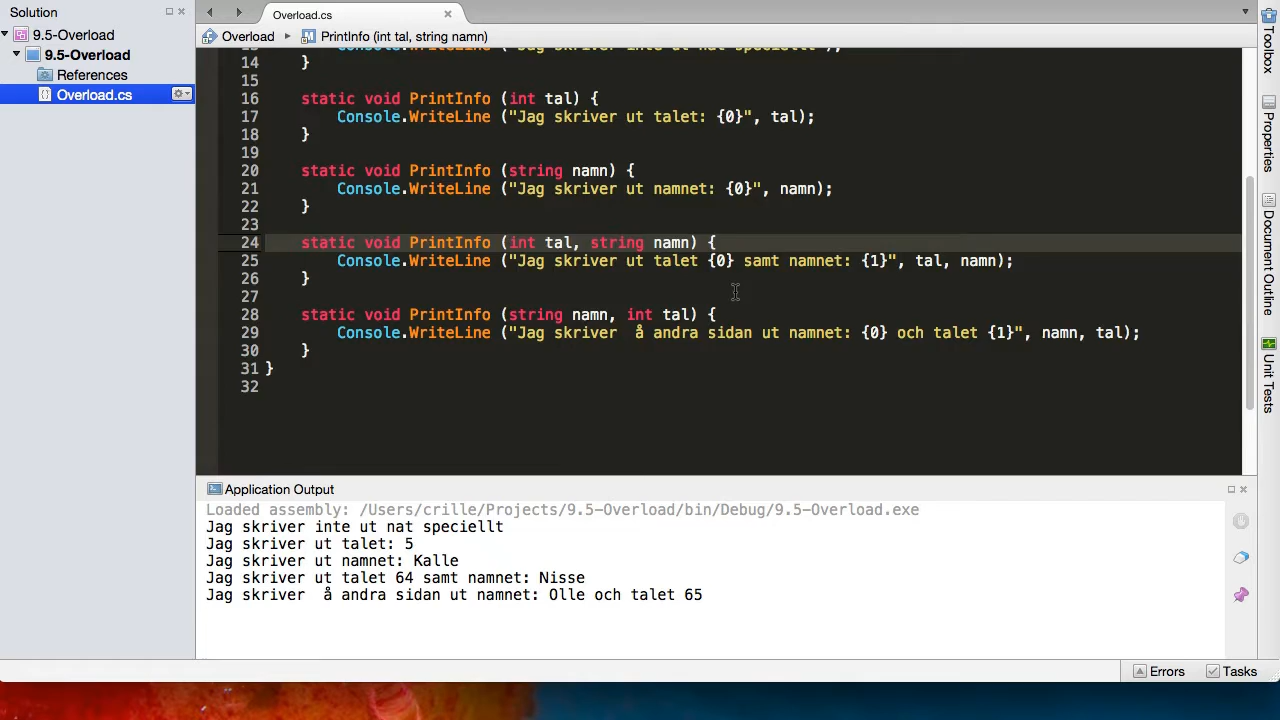 Solution
Overload.cs
9.5-Overload
9.5-Overload
References
Overload.cs
Overload
PrintInfo (int tal, string namn)
14 }
15
16 static void PrintInfo (int tal) {
17 Console.WriteLine ("Jag skriver ut talet: {0}", tal);
18 }
19
20 static void PrintInfo (string namn) {
21 Console.WriteLine ("Jag skriver ut namnet: {0}", namn);
22 }
23
24 static void PrintInfo (int tal, string namn) {
25 Console.WriteLine ("Jag skriver ut talet {0} samt namnet: {1}", tal, namn);
26 }
27
28 static void PrintInfo (string namn, int tal) {
29 Console.WriteLine ("Jag skriver  å andra sidan ut namnet: {0} och talet {1}", namn, tal);
30 }
31 }
32
Application Output
Loaded assembly: /Users/crille/Projects/9.5-Overload/bin/Debug/9.5-Overload.exe
Jag skriver inte ut nat speciellt
Jag skriver ut talet: 5
Jag skriver ut namnet: Kalle
Jag skriver ut talet 64 samt namnet: Nisse
Jag skriver  å andra sidan ut namnet: Olle och talet 65
Toolbox
Properties
Document Outline
Unit Tests
Errors
Tasks